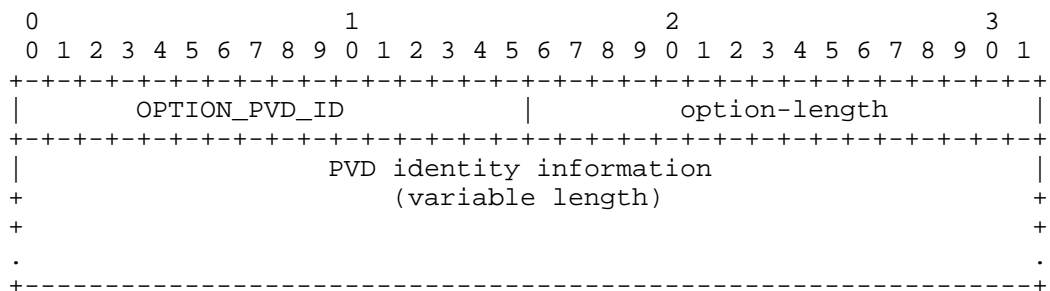 0                   1                   2                   3
 0 1 2 3 4 5 6 7 8 9 0 1 2 3 4 5 6 7 8 9 0 1 2 3 4 5 6 7 8 9 0 1
+-+-+-+-+-+-+-+-+-+-+-+-+-+-+-+-+-+-+-+-+-+-+-+-+-+-+-+-+-+-+-+-+
|       OPTION_PVD_ID           |         option-length         |
+-+-+-+-+-+-+-+-+-+-+-+-+-+-+-+-+-+-+-+-+-+-+-+-+-+-+-+-+-+-+-+-+
|                   PVD identity information                    |
+                       (variable length)                       +
+                                                               +
.                                                               .
+---------------------------------------------------------------+